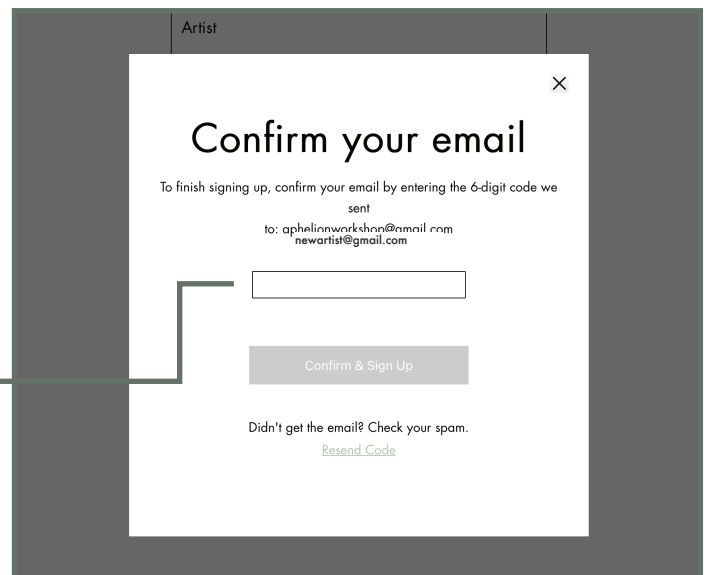 Artist
Confirm your email
To finish signing up, confirm your email by entering the 6-digit code we
sent
to: aphelionworkshop@gmail.com
newartist@gmail.com
Confirm & Sign Up
Didn't get the email? Check your spam.
Resend Code